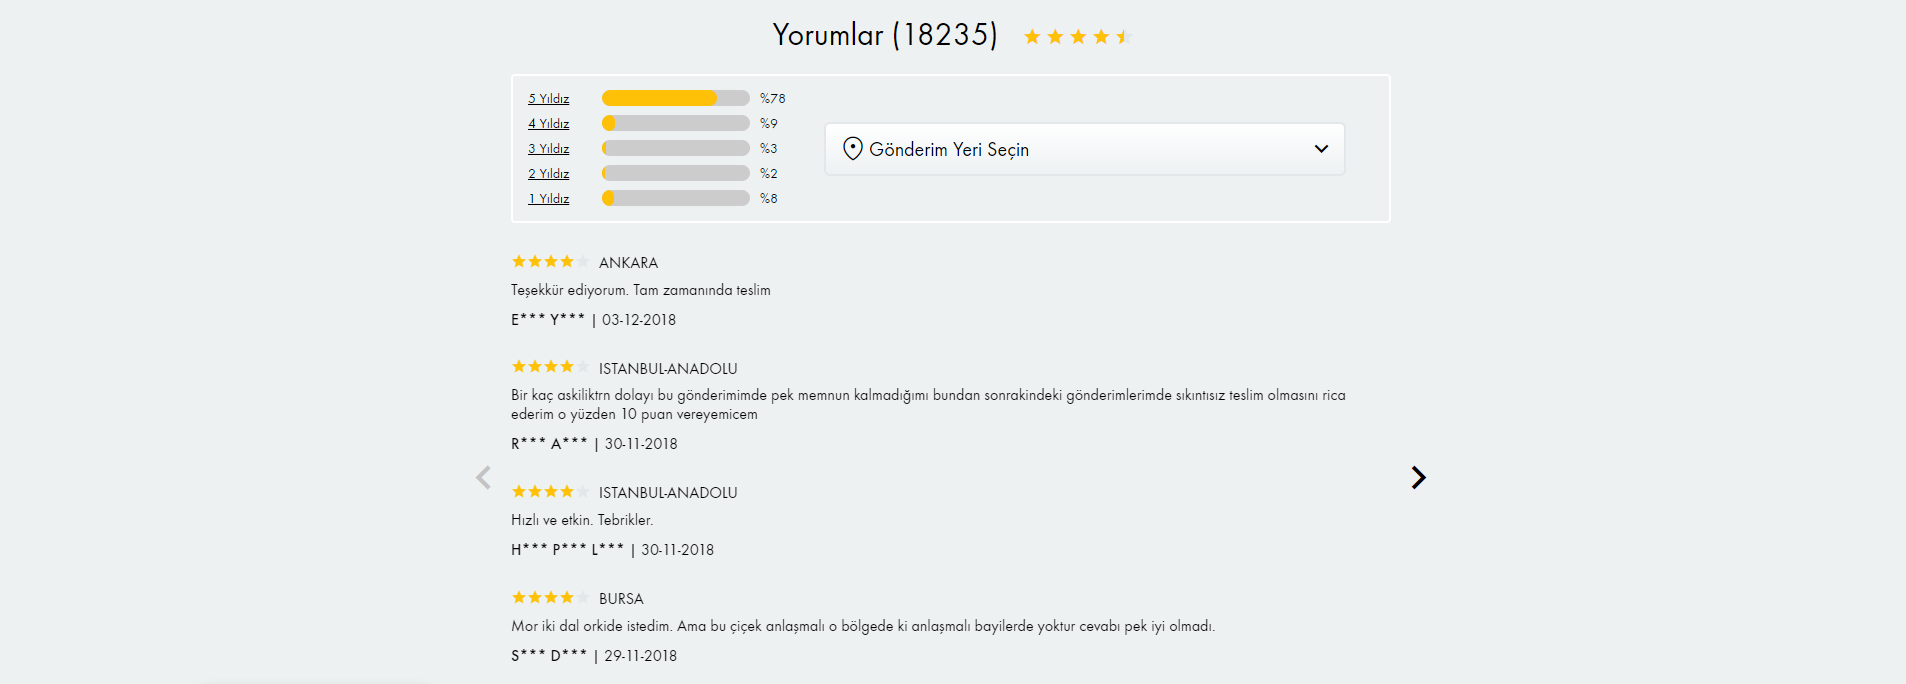 Yorumlar (18235)
5 Yıldız %78
4 Yıldız %9
3 Yıldız %3
2 Yıldız %2
1 Yıldız %8
Gönderim Yeri Seçin
ANKARA
Teşekkür ediyorum. Tam zamanında teslim
E*** Y*** | 03-12-2018
ISTANBUL-ANADOLU
Bir kaç askiliktrn dolayı bu gönderimimde pek memnun kalmadığımı bundan sonrakindeki gönderimlerimde sıkıntısız teslim olmasını rica
ederim o yüzden 10 puan vereyemicem
R*** A*** | 30-11-2018
ISTANBUL-ANADOLU
Hızlı ve etkin. Tebrikler.
H*** P*** L*** | 30-11-2018
BURSA
Mor iki dal orkide istedim. Ama bu çiçek anlaşmalı o bölgede ki anlaşmalı bayilerde yoktur cevabı pek iyi olmadı.
S*** D*** | 29-11-2018